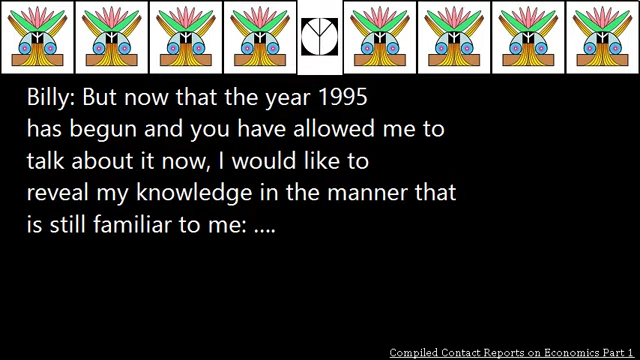 Billy: But now that the year 1995
has begun and you have allowed me to
talk about it now, I would like to
reveal my knowledge in the manner that
is still familiar to me: ....
Compiled Contact Reports on Economics Part 1